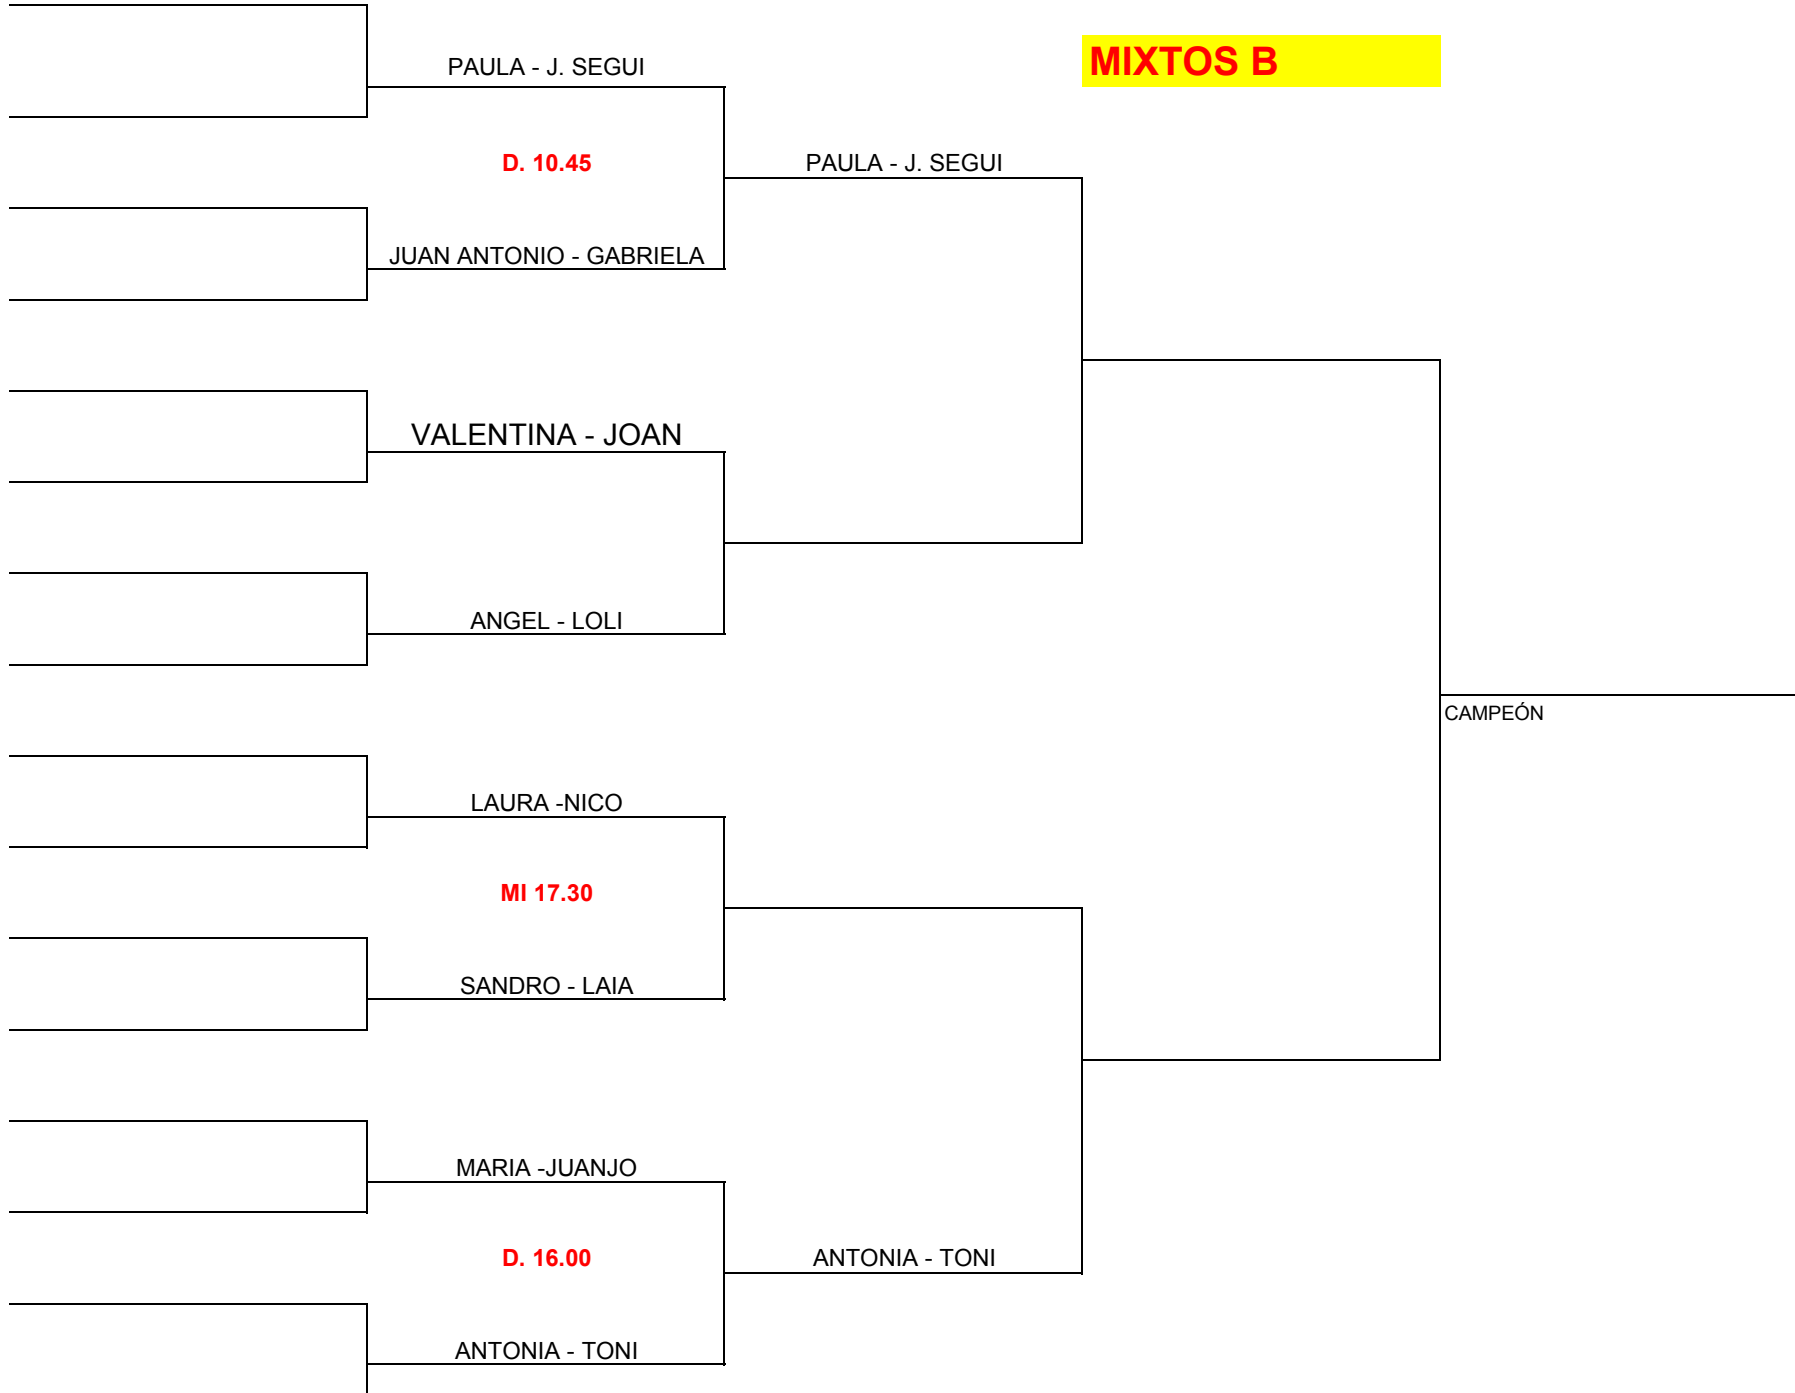 MIXTOS B
PAULA - J. SEGUI
D. 10.45
PAULA - J. SEGUI
JUAN ANTONIO - GABRIELA
VALENTINA - JOAN
ANGEL - LOLI
CAMPEÓN
LAURA -NICO
MI 17.30
SANDRO - LAIA
MARIA -JUANJO
D. 16.00
ANTONIA - TONI
ANTONIA - TONI